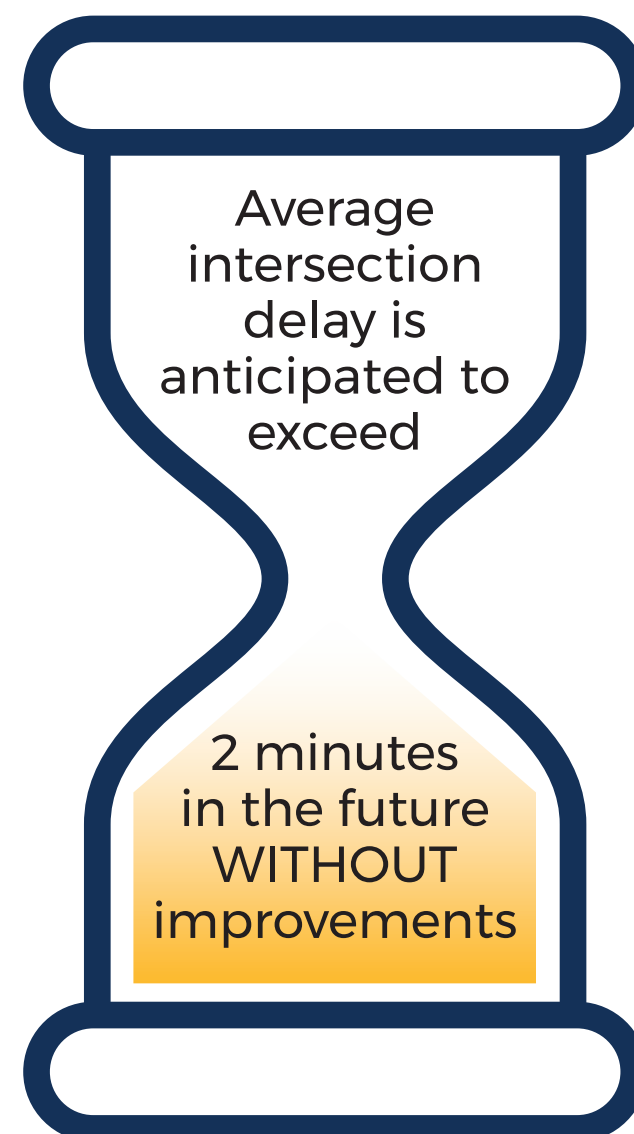 Average
intersection
delay is
anticipated to
exceed
2 minutes
in the future
WITHOUT
improvements